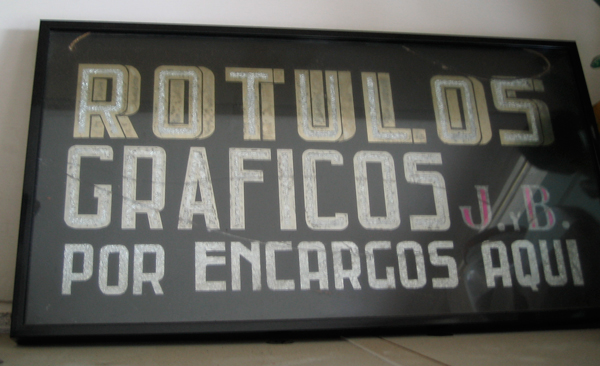 ROTULOS
GRAFICOS J. Y B.
POR ENCARGOS AQUI